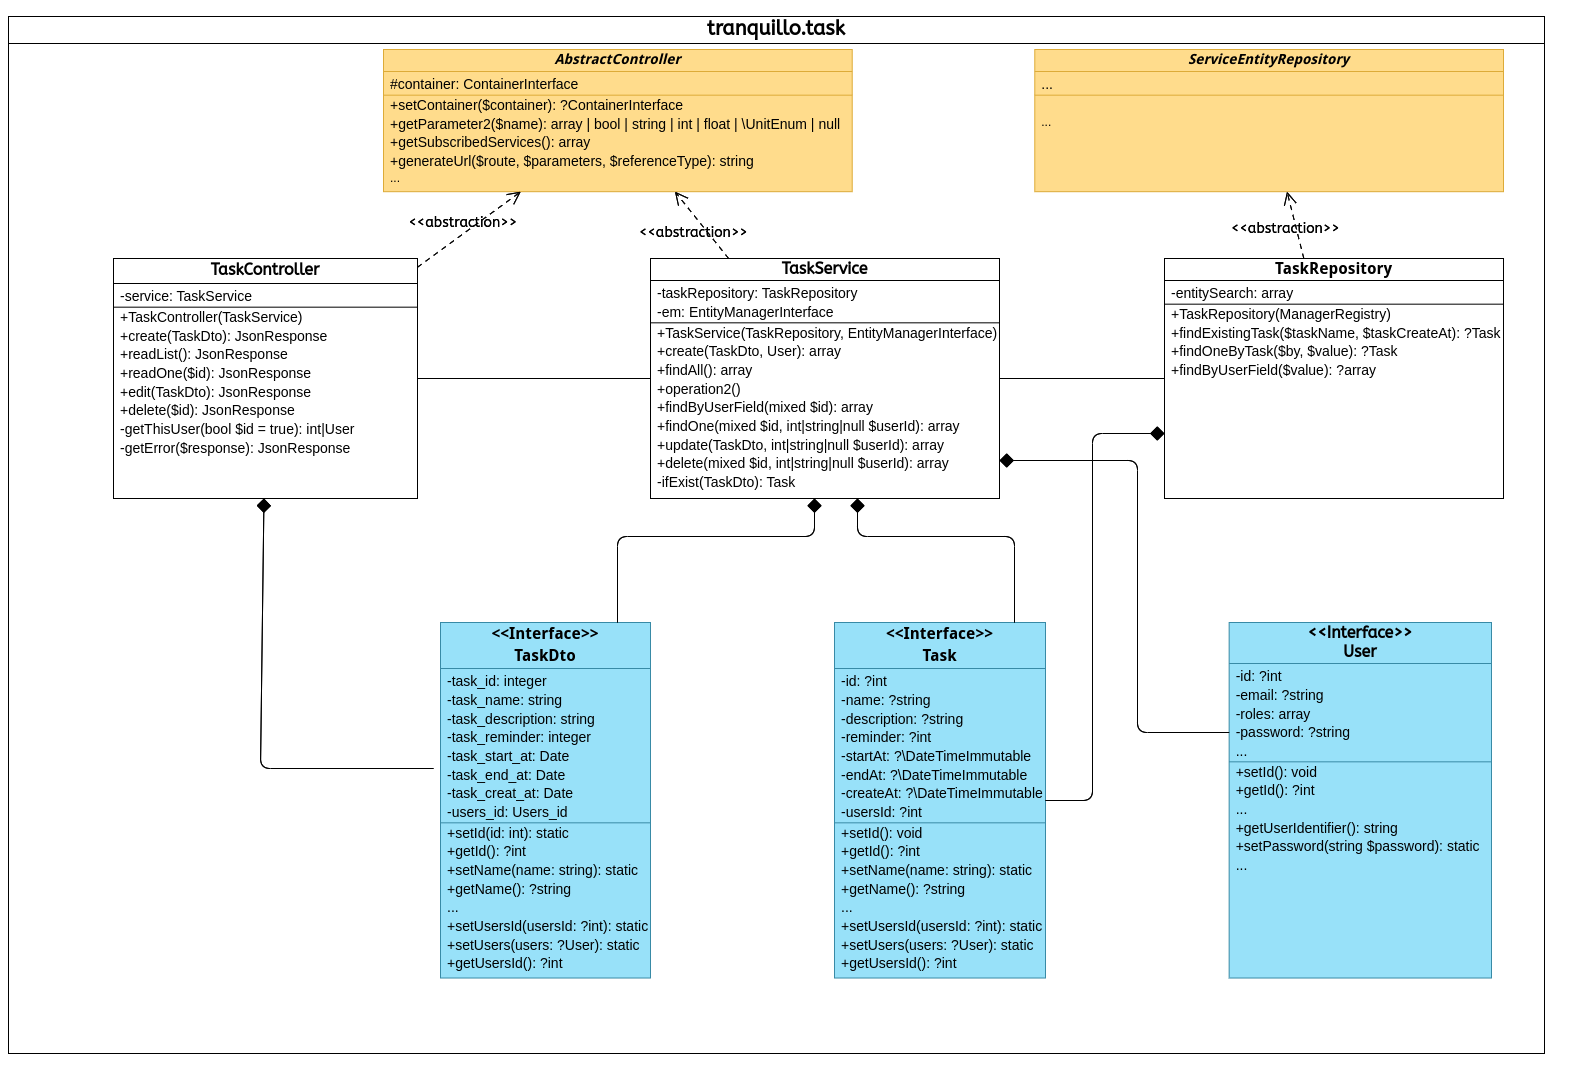 tranquillo.task
AbstractController
#container: ContainerInterface
+setContainer($container): ?ContainerInterface
+getParameter2($name): array | bool | string | int | float | \UnitEnum | null
+getSubscribedServices(): array
+generateUrl($route, $parameters, $referenceType): string
...
ServiceEntityRepository
...
...
<<abstraction>>
<<abstraction>>
<<abstraction>>
TaskController
-service: TaskService
+TaskController(TaskService)
+create(TaskDto): JsonResponse
+readList(): JsonResponse
+readOne($id): JsonResponse
+edit(TaskDto): JsonResponse
+delete($id): JsonResponse
-getThisUser(bool $id = true): int|User
-getError($response): JsonResponse
TaskService
-taskRepository: TaskRepository
-em: EntityManagerInterface
+TaskService(TaskRepository, EntityManagerInterface)
+create(TaskDto, User): array
+findAll(): array
+operation2()
+findByUserField(mixed $id): array
+findOne(mixed $id, int|string|null $userId): array
+update(TaskDto, int|string|null $userId): array
+delete(mixed $id, int|string|null $userId): array
-ifExist(TaskDto): Task
TaskRepository
-entitySearch: array
+TaskRepository(ManagerRegistry)
+findExistingTask($taskName, $taskCreateAt): ?Task
+findOneByTask($by, $value): ?Task
+findByUserField($value): ?array
<<Interface>>
TaskDto
-task_id: integer
-task_name: string
-task_description: string
-task_reminder: integer
-task_start_at: Date
-task_end_at: Date
-task_creat_at: Date
-users_id: Users_id
+setId(id: int): static
+getId(): ?int
+setName(name: string): static
+getName(): ?string
...
+setUsersId(usersId: ?int): static
+setUsers(users: ?User): static
+getUsersId(): ?int
<<Interface>>
Task
-id: ?int
-name: ?string
-description: ?string
-reminder: ?int
-startAt: ?\DateTimeImmutable
-endAt: ?\DateTimeImmutable
-createAt: ?\DateTimeImmutable
-usersId: ?int
+setId(): void
+getId(): ?int
+setName(name: string): static
+getName(): ?string
...
+setUsersId(usersId: ?int): static
+setUsers(users: ?User): static
+getUsersId(): ?int
<<Interface>>
User
-id: ?int
-email: ?string
-roles: array
-password: ?string
...
+setId(): void
+getId(): ?int
...
+getUserIdentifier(): string
+setPassword(string $password): static
...